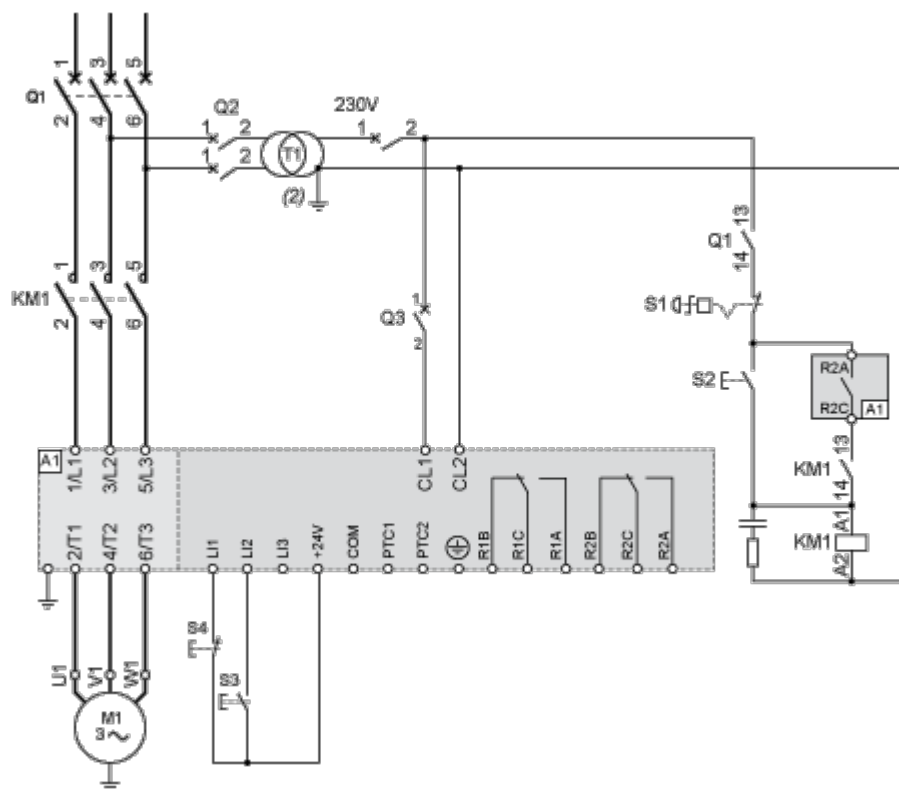 1 3 5
Q1
2 4 6
Q2
1 2
1 2
T1
(2)
230V
1 2
1 3 5
KM1
2 4 6
Q3
1
2
13
Q1
14
S1
S2
R2A
R2C
A1
13
KM1
14
A1
KM1
A2
A1
1/L1 3/L2 5/L3
CL1 CL2
2/T1 4/T2 6/T3
LI1 LI2 LI3 +24V COM PTC1 PTC2
R1B R1C R1A R2B R2C R2A
S4
S3
U1 V1 W1
M1
3